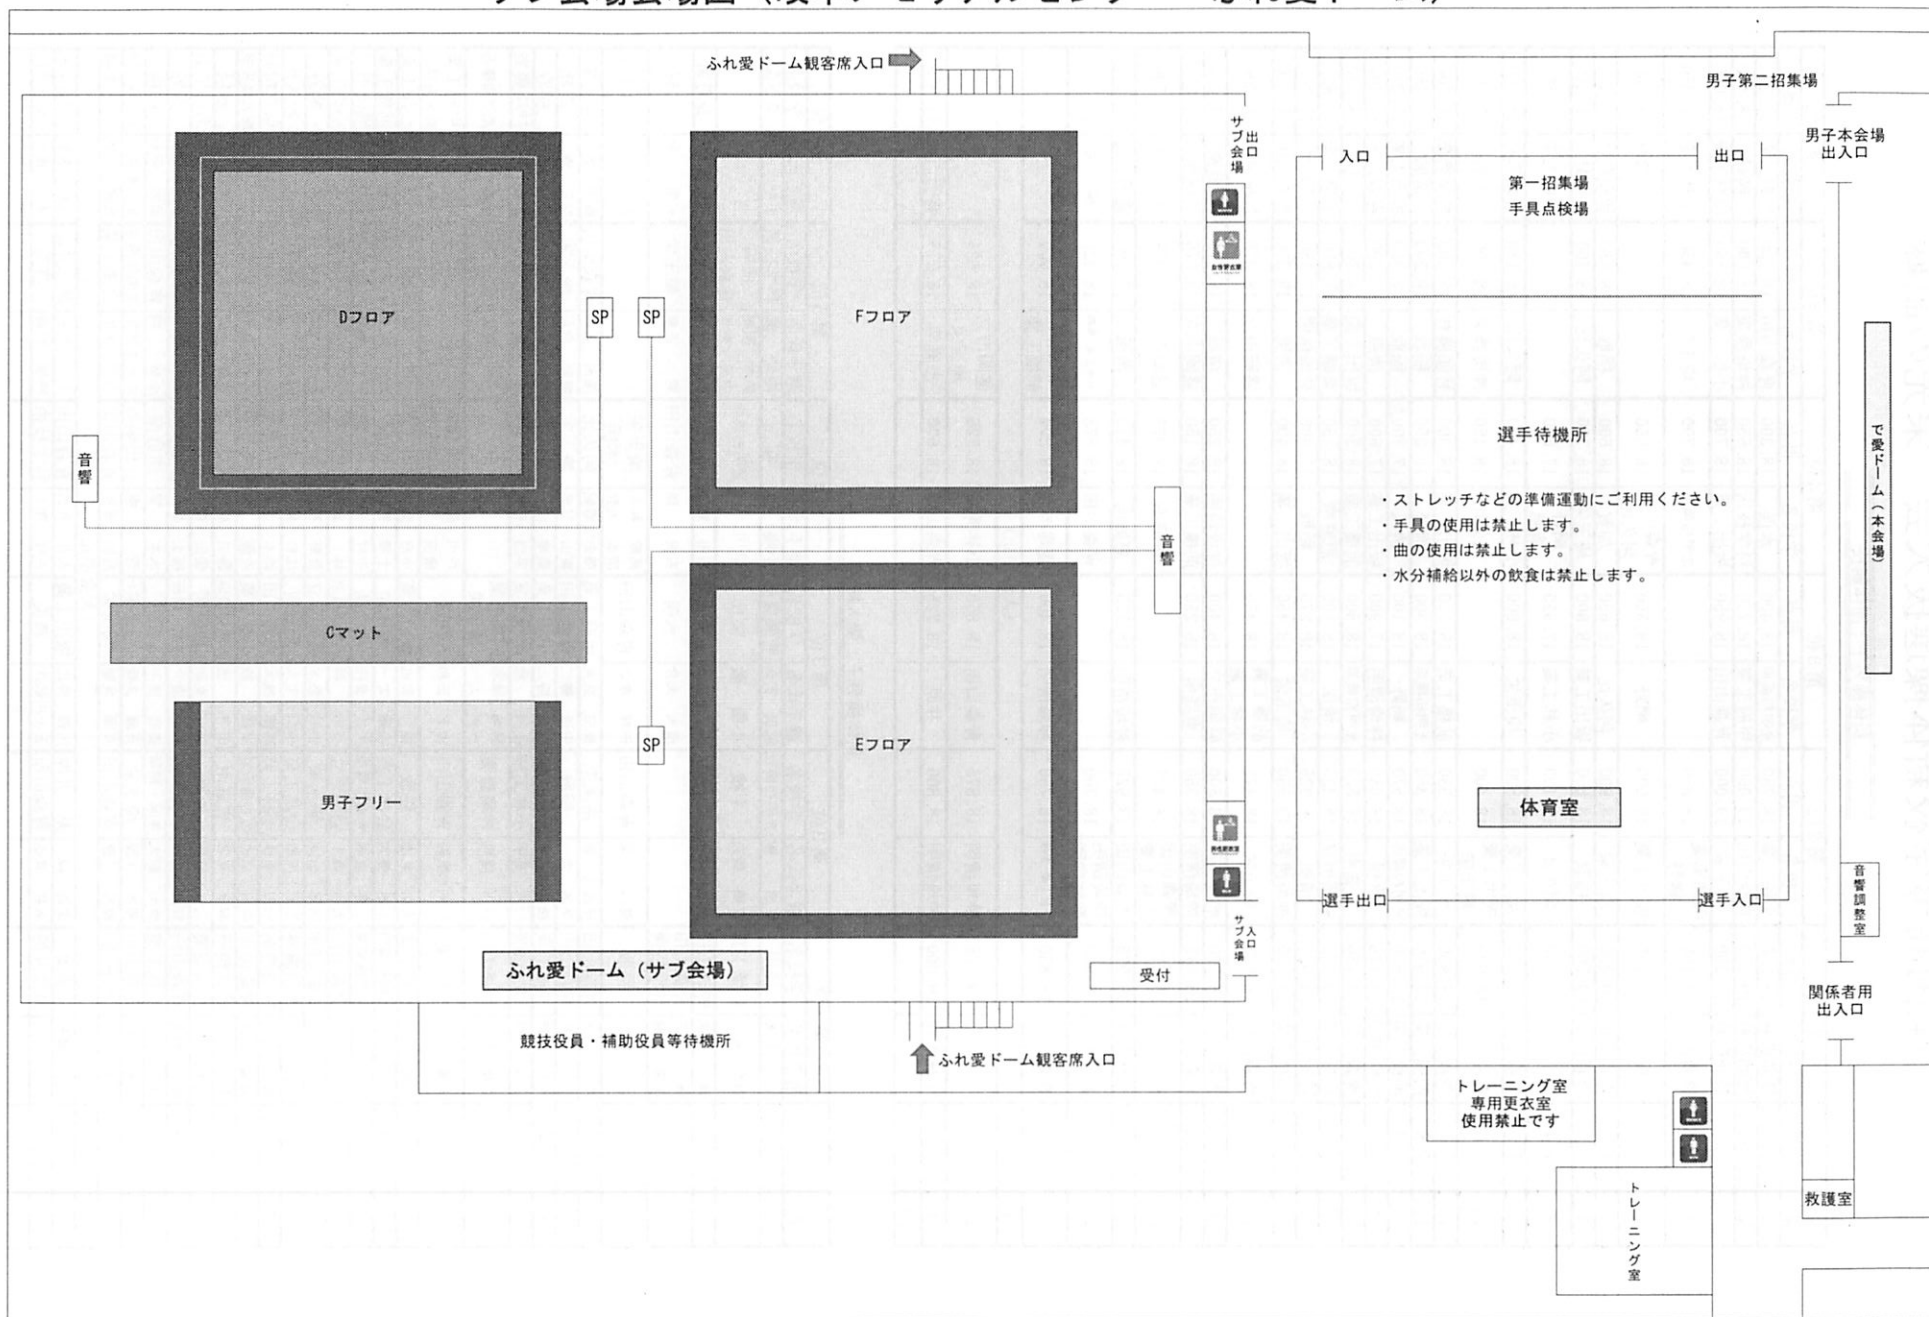 ふれ愛ドーム観客席入口
男子第二招集場
男子本会場
出入口
サブ会場
出口
入口
出口
第一招集場
手具点検場
女性更衣室
Dフロア
SP
SP
Fフロア
選手待機所
・ストレッチなどの準備運動にご利用ください。
・手具の使用は禁止します。
・曲の使用は禁止します。
・水分補給以外の飲食は禁止します。
で愛ドーム(本会場)
音響
音響
Cマット
SP
Eフロア
男子フリー
体育室
男性更衣室
選手出口
選手入口
音響調整室
サブ会場
入口
ふれ愛ドーム(サブ会場)
受付
関係者用
出入口
競技役員・補助役員等待機所
ふれ愛ドーム観客席入口
トレーニング室
専用更衣室
使用禁止です
トレーニング室
救護室